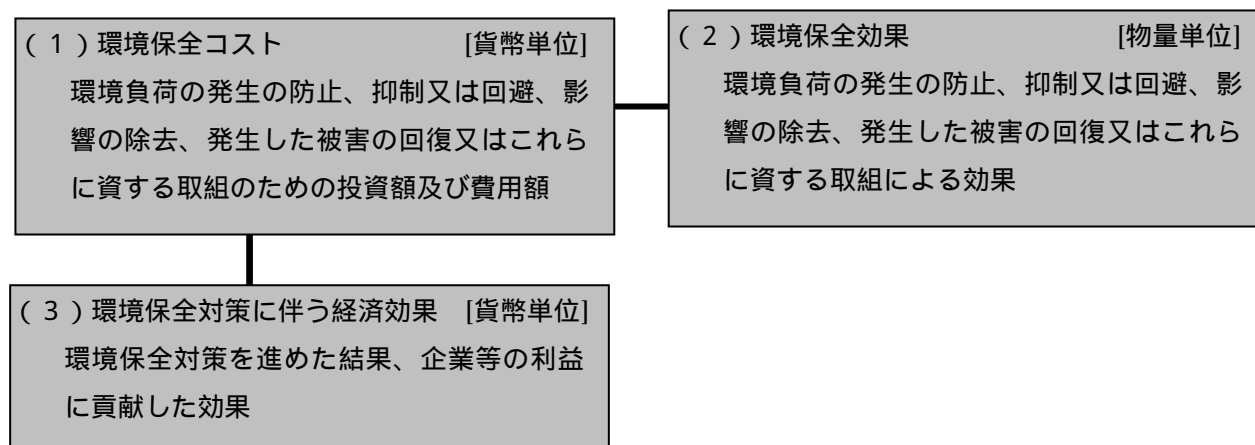 (1)環境保全コスト [貨幣単位]
環境負荷の発生の防止、抑制又は回避、影
響の除去、発生した被害の回復又はこれら
に資する取組のための投資額及び費用額
(2)環境保全効果 [物量単位]
環境負荷の発生の防止、抑制又は回避、影
響の除去、発生した被害の回復又はこれら
に資する取組による効果
(3)環境保全対策に伴う経済効果 [貨幣単位]
環境保全対策を進めた結果、企業等の利益
に貢献した効果